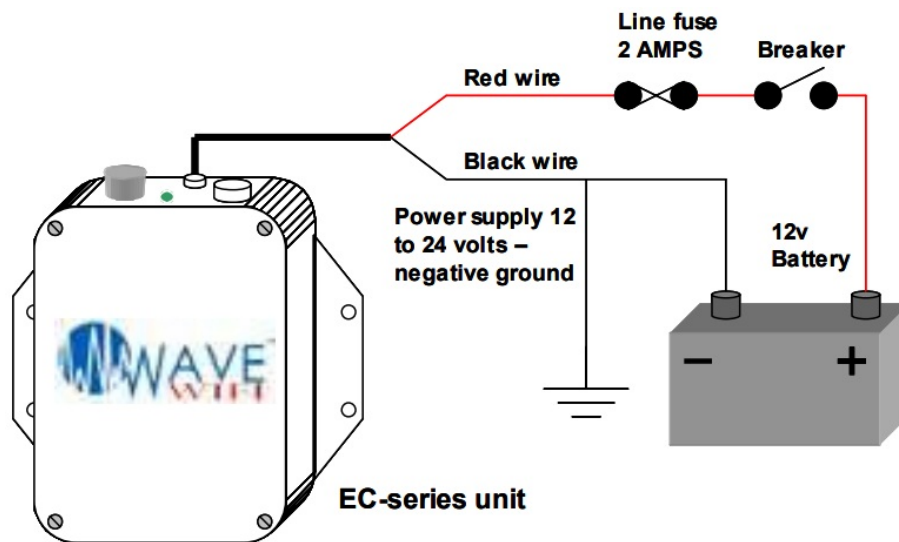 Line fuse
2 AMPS
Breaker
Red wire
Black wire
Power supply 12
to 24 volts –
negative ground
12v
Battery
WAVE™
WIFI
– +
EC-series unit